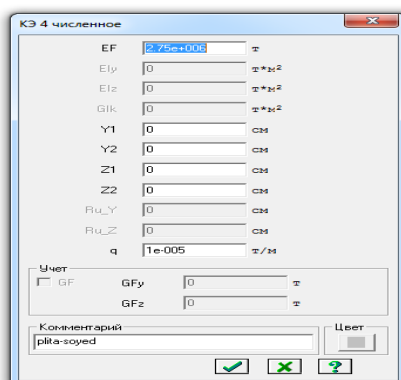 КЭ 4 численное
EF 2.75e+006 т
EIy 0 т*м²
EIz 0 т*м²
GIk 0 т*м²
Y1 0 см
Y2 0 см
Z1 0 см
Z2 0 см
Ru_Y 0 см
Ru_Z 0 см
q 1e-005 т/м
Учет
GF GFy 0 т
GFz 0 т
Комментарий Цвет
plita-soyed
?